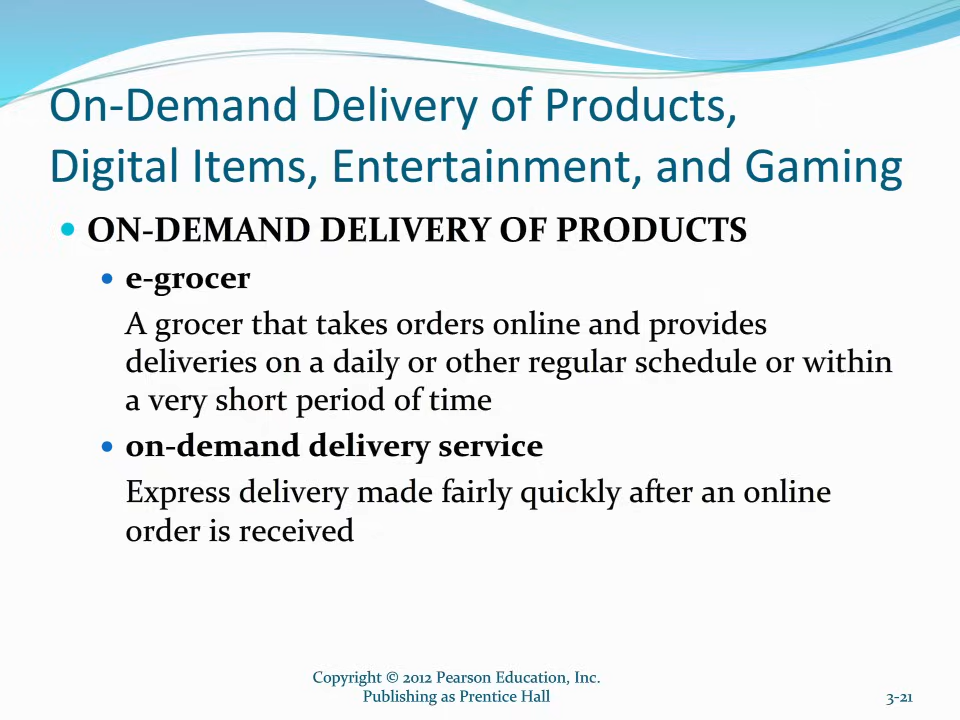 On-Demand Delivery of Products,
Digital Items, Entertainment, and Gaming
• ON-DEMAND DELIVERY OF PRODUCTS
• e-grocer
A grocer that takes orders online and provides
deliveries on a daily or other regular schedule or within
a very short period of time
• on-demand delivery service
Express delivery made fairly quickly after an online
order is received
Copyright © 2012 Pearson Education, Inc.
Publishing as Prentice Hall
3-21